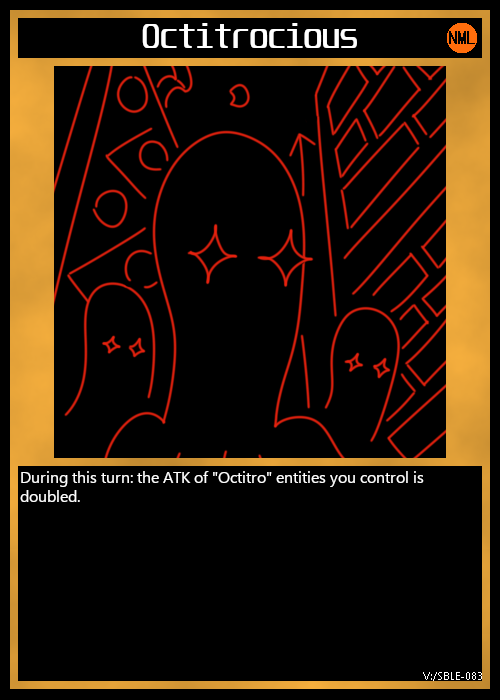 Octitrocious
NML
During this turn: the ATK of "Octitro" entities you control is
doubled.
V:/SBLE-083